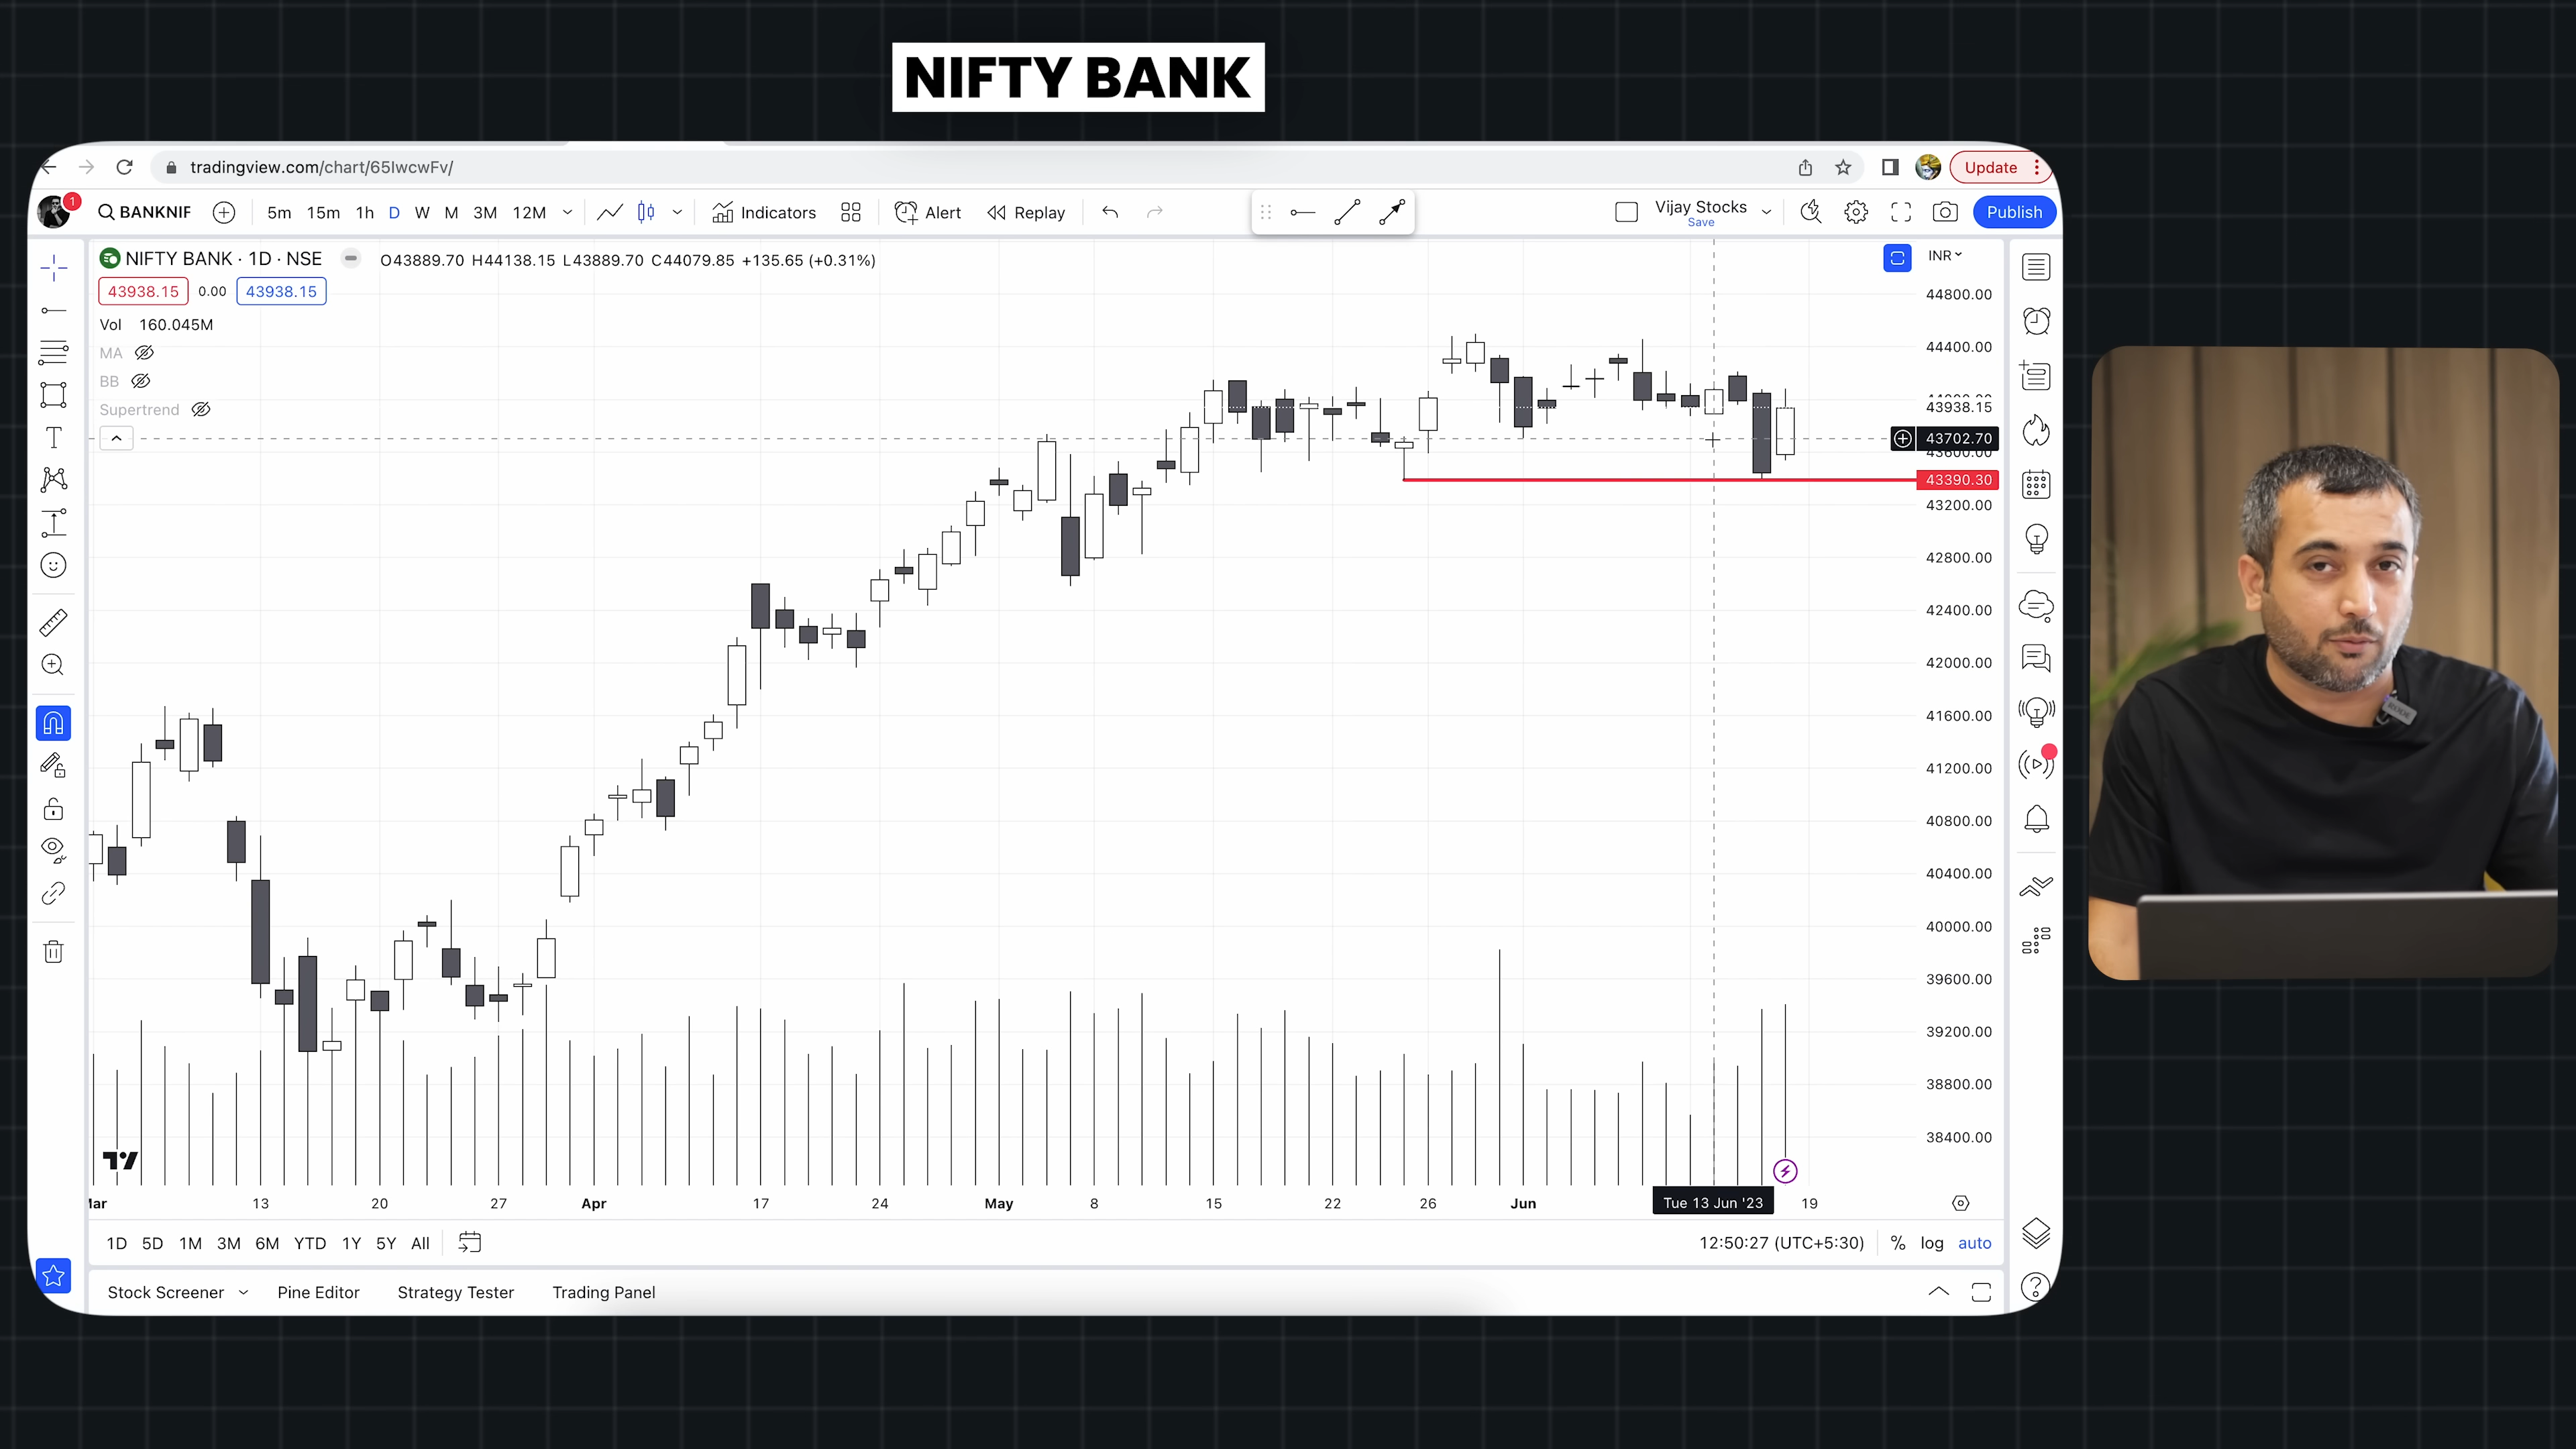 NIFTY BANK
tradingview.com/chart/65IwcwFv/
Update
1
BANKNIF
5m 15m 1h D W M 3M 12M
Indicators
Alert
Replay
Vijay Stocks
Save
Publish
NIFTY BANK · 1D · NSE
O43889.70 H44138.15 L43889.70 C44079.85 +135.65 (+0.31%)
INR
43938.15 0.00 43938.15
Vol 160.045M
MA
BB
Supertrend
44800.00
44400.00
43938.15
43702.70
43600.00
43390.30
43200.00
42800.00
42400.00
42000.00
41600.00
41200.00
40800.00
40400.00
40000.00
39600.00
39200.00
38800.00
38400.00
13 20 27 Apr 17 24 May 8 15 22 26 Jun Tue 13 Jun '23 19
1D 5D 1M 3M 6M YTD 1Y 5Y All
12:50:27 (UTC+5:30) % log auto
Stock Screener Pine Editor Strategy Tester Trading Panel